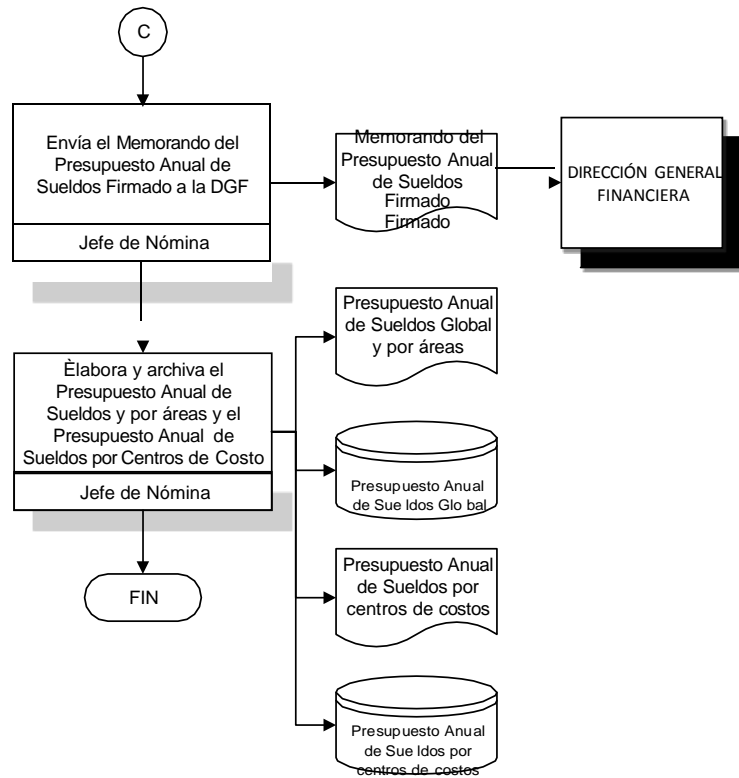 C
Envía el Memorando del
Presupuesto Anual de
Sueldos Firmado a la DGF
Jefe de Nómina
Memorando del
Presupuesto Anual
de Sueldos
Firmado
Firmado
DIRECCIÓN GENERAL
FINANCIERA
Èlabora y archiva el
Presupuesto Anual de
Sueldos y por áreas y el
Presupuesto Anual de
Sueldos por Centros de Costo
Jefe de Nómina
FIN
Presupuesto Anual
de Sueldos Global
y por áreas
Presupuesto Anual
de Sue ldos Glo bal
Presupuesto Anual
de Sueldos por
centros de costos
Presupuesto Anual
de Sue ldos por
centros de costos